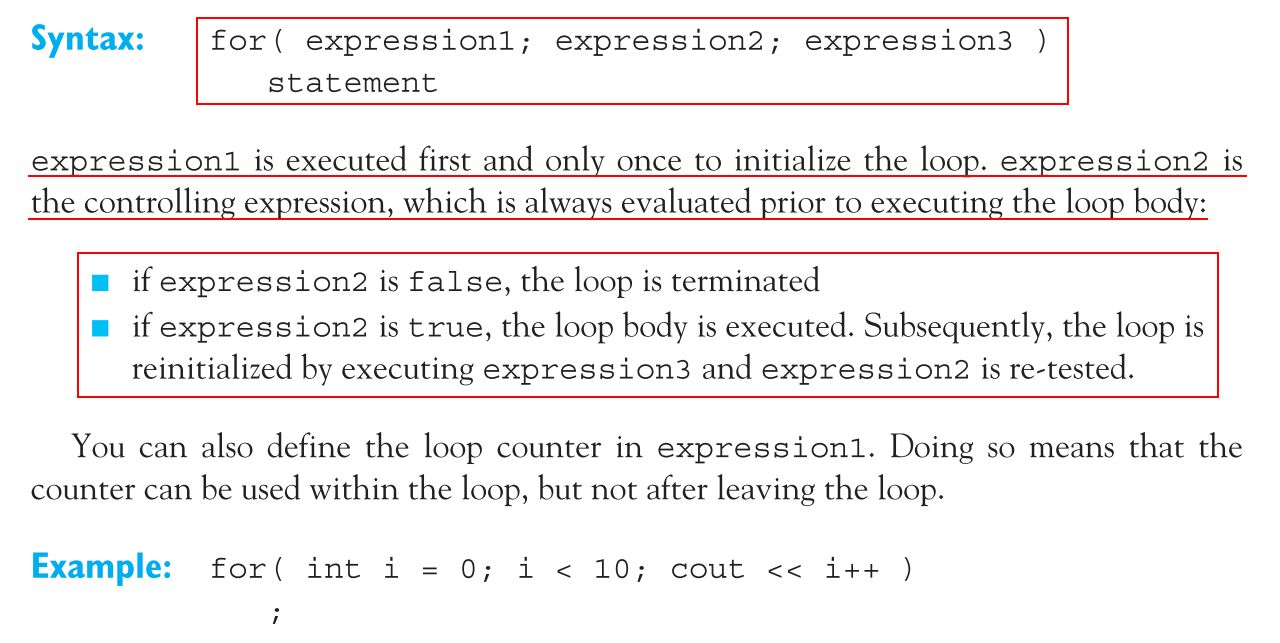 Syntax: for( expression1; expression2; expression3 )
statement
expression1 is executed first and only once to initialize the loop. expression2 is
the controlling expression, which is always evaluated prior to executing the loop body:
■ if expression2 is false, the loop is terminated
■ if expression2 is true, the loop body is executed. Subsequently, the loop is
reinitialized by executing expression3 and expression2 is re-tested.
You can also define the loop counter in expression1. Doing so means that the
counter can be used within the loop, but not after leaving the loop.
Example: for( int i = 0; i < 10; cout << i++ )
;